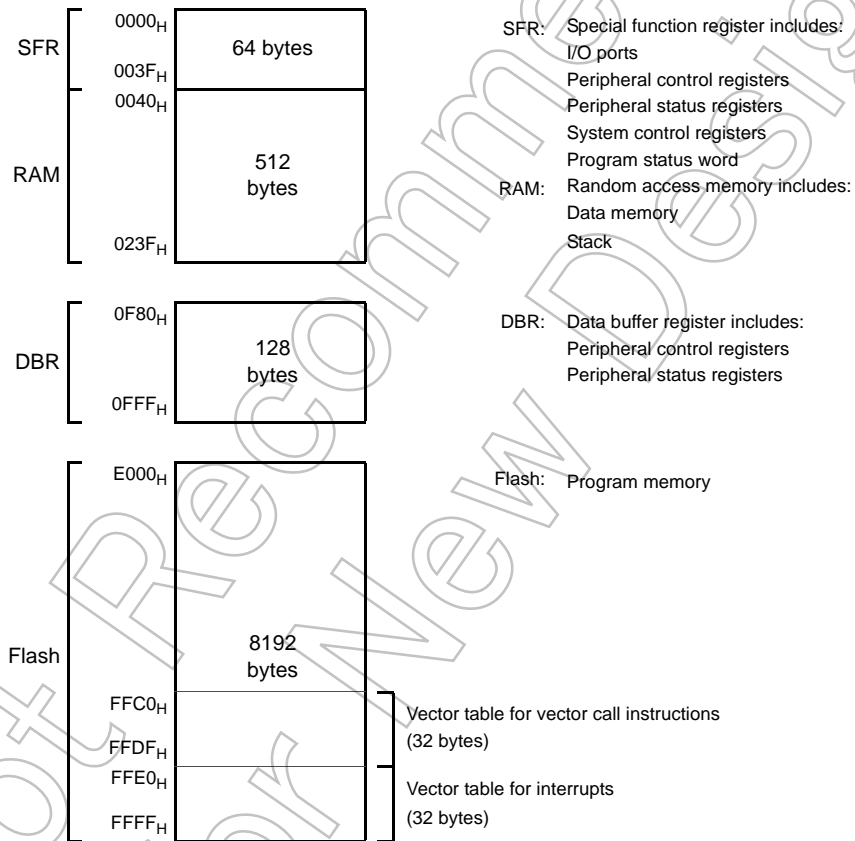 SFR
0000H
003FH
64 bytes
RAM
0040H
023FH
512
bytes
SFR: Special function register includes:
I/O ports
Peripheral control registers
Peripheral status registers
System control registers
Program status word
RAM: Random access memory includes:
Data memory
Stack
DBR
0F80H
0FFFH
128
bytes
DBR: Data buffer register includes:
Peripheral control registers
Peripheral status registers
Flash
E000H
8192
bytes
Flash: Program memory
FFC0H
FFDFH
Vector table for vector call instructions
(32 bytes)
FFE0H
FFFFH
Vector table for interrupts
(32 bytes)